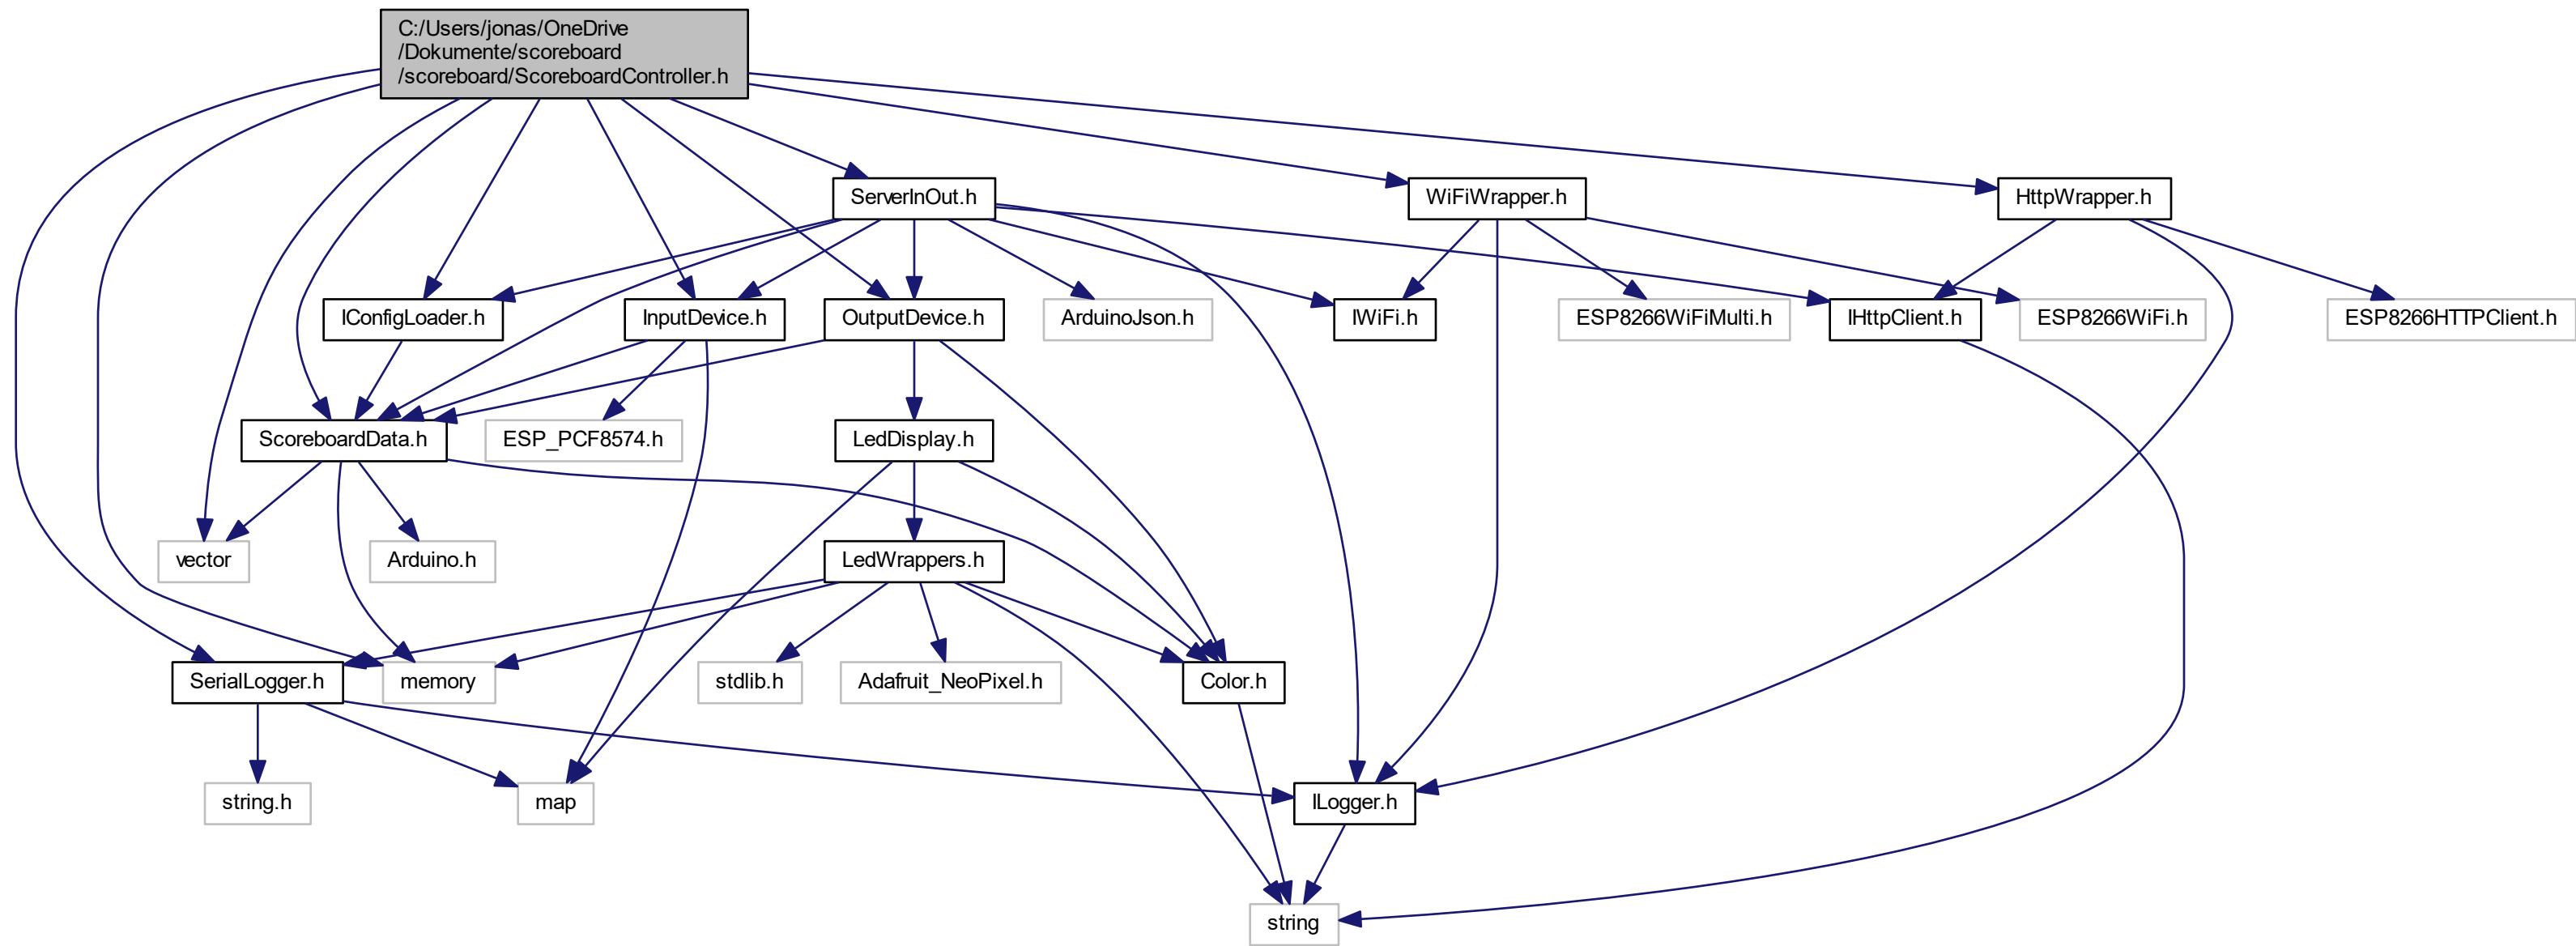 C:/Users/jonas/OneDrive
/Dokumente/scoreboard
/scoreboard/ScoreboardController.h
ServerInOut.h
WiFiWrapper.h
HttpWrapper.h
IConfigLoader.h
InputDevice.h
OutputDevice.h
ArduinoJson.h
IWiFi.h
ESP8266WiFiMulti.h
IHttpClient.h
ESP8266WiFi.h
ESP8266HTTPClient.h
ScoreboardData.h
ESP_PCF8574.h
LedDisplay.h
vector
Arduino.h
LedWrappers.h
SerialLogger.h
memory
stdlib.h
Adafruit_NeoPixel.h
Color.h
string.h
map
ILogger.h
string